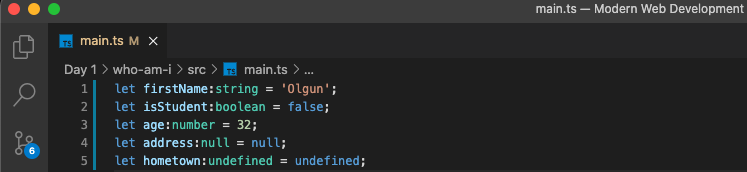 main.ts — Modern Web Development
TS main.ts M ×
Day 1 > who-am-i > src > TS main.ts > ...
1 let firstName:string = 'Olgun';
2 let isStudent:boolean = false;
3 let age:number = 32;
4 let address:null = null;
5 let hometown:undefined = undefined;
6